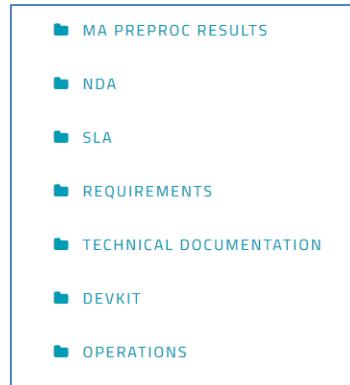 MA PREPROC RESULTS
NDA
SLA
REQUIREMENTS
TECHNICAL DOCUMENTATION
DEVKIT
OPERATIONS